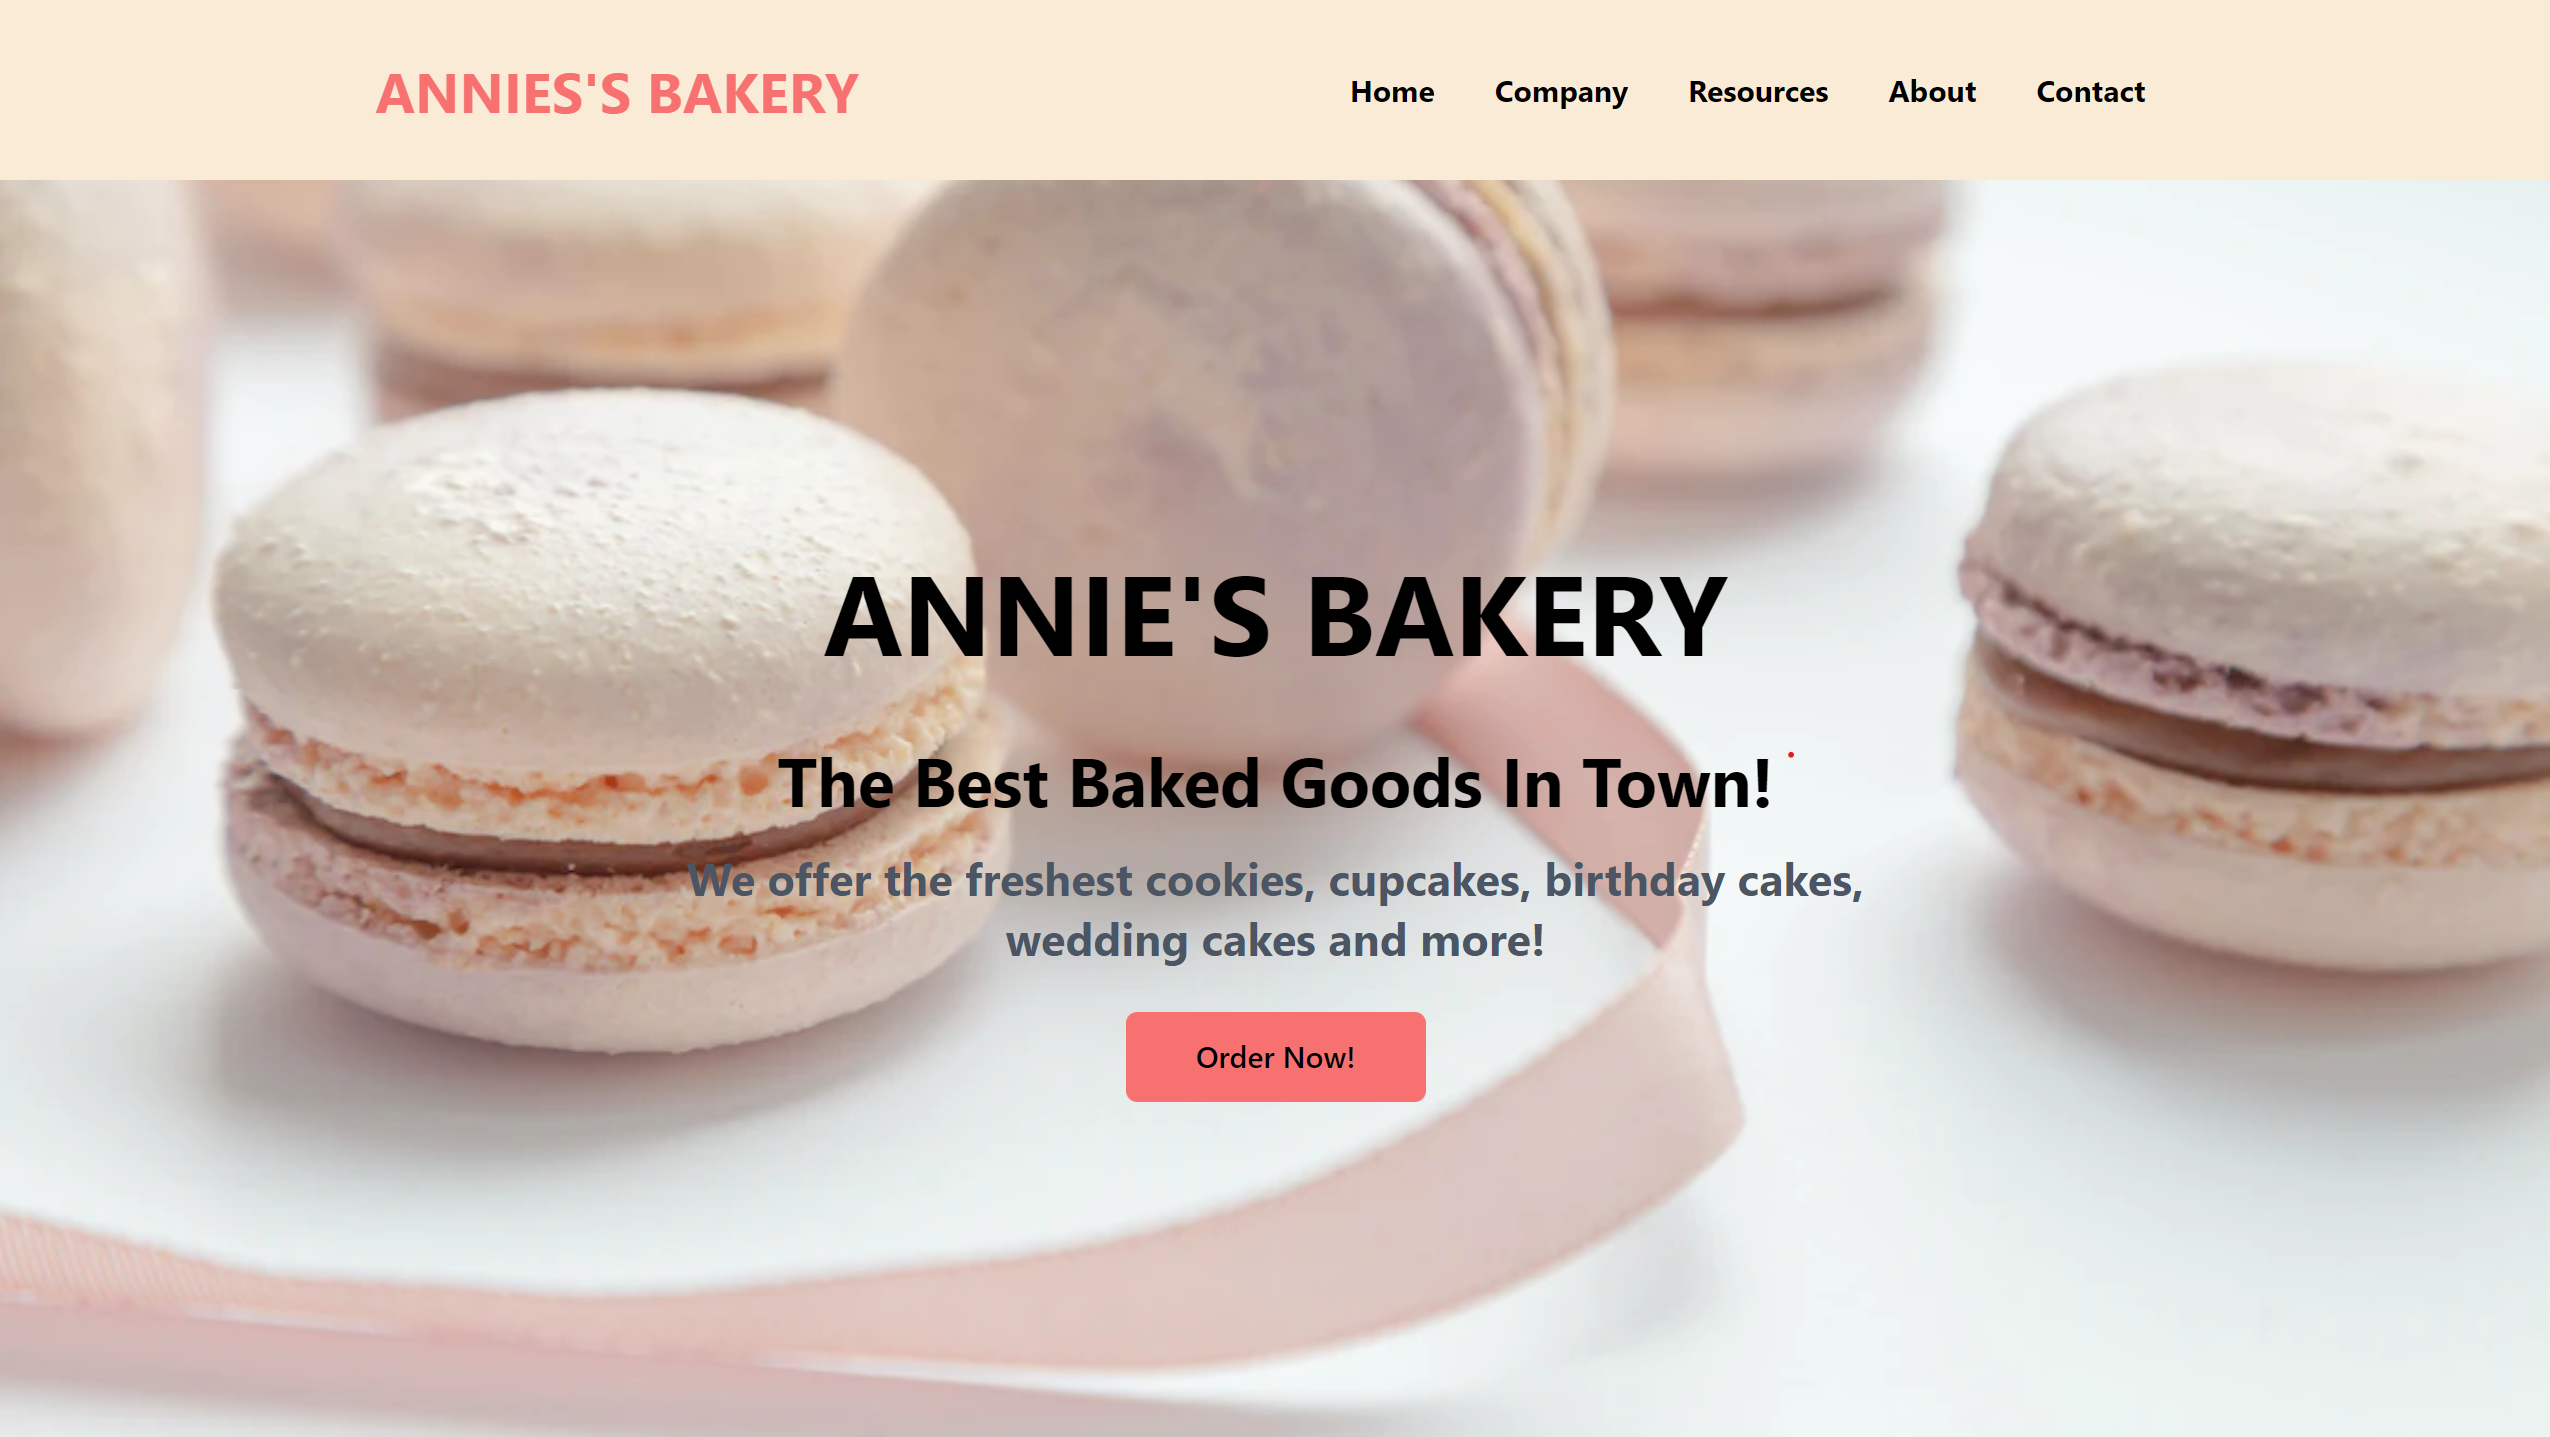 ANNIES'S BAKERY
Home Company Resources About Contact
ANNIE'S BAKERY
The Best Baked Goods In Town!
We offer the freshest cookies, cupcakes, birthday cakes,
wedding cakes and more!
Order Now!